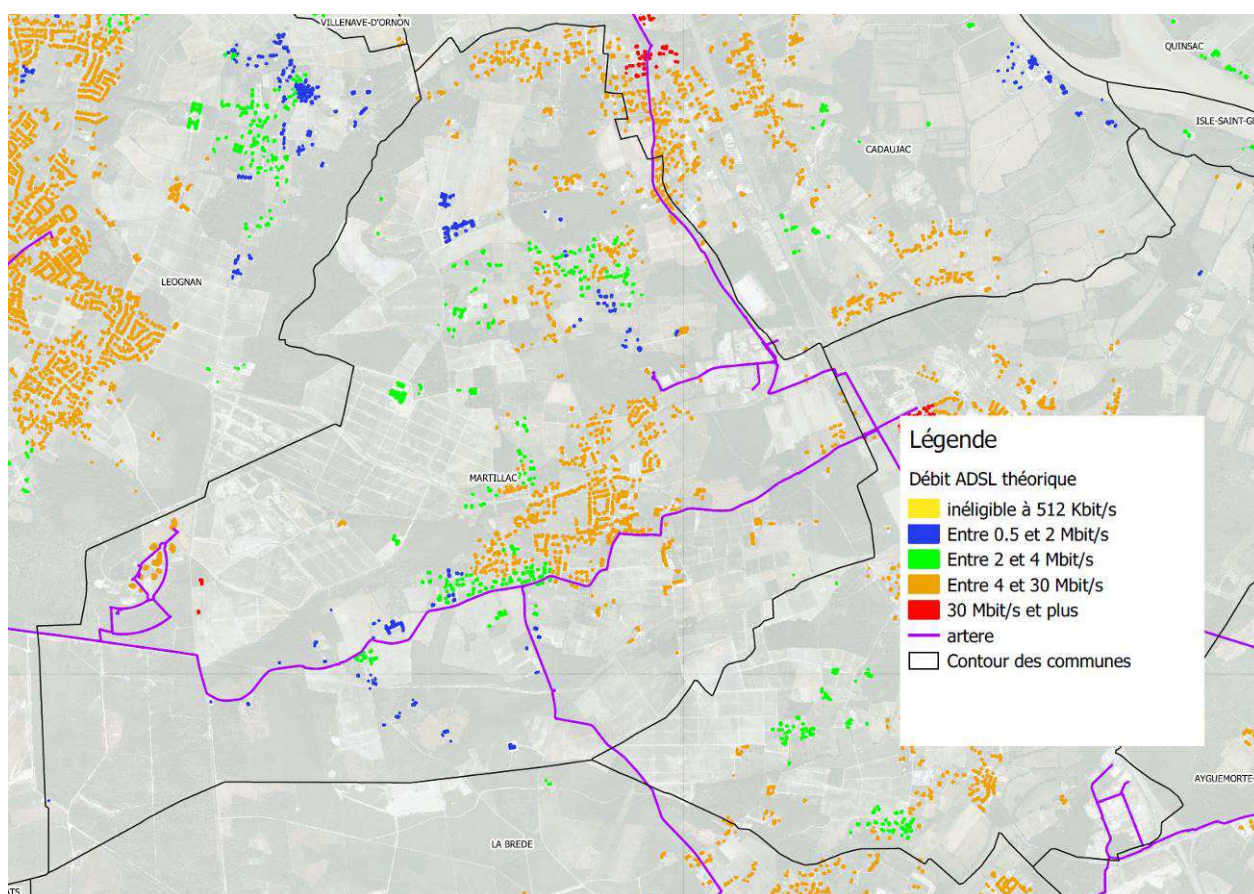 VILLENAVE-D'ORNON
QUINSAC
ISLE-SAINT-G
CADAUJAC
LEOGNAN
MARTILLAC
Légende
Débit ADSL théorique
inéligible à 512 Kbit/s
Entre 0.5 et 2 Mbit/s
Entre 2 et 4 Mbit/s
Entre 4 et 30 Mbit/s
30 Mbit/s et plus
artere
Contour des communes
AYGUEMORTE-
LA BREDE
ATS